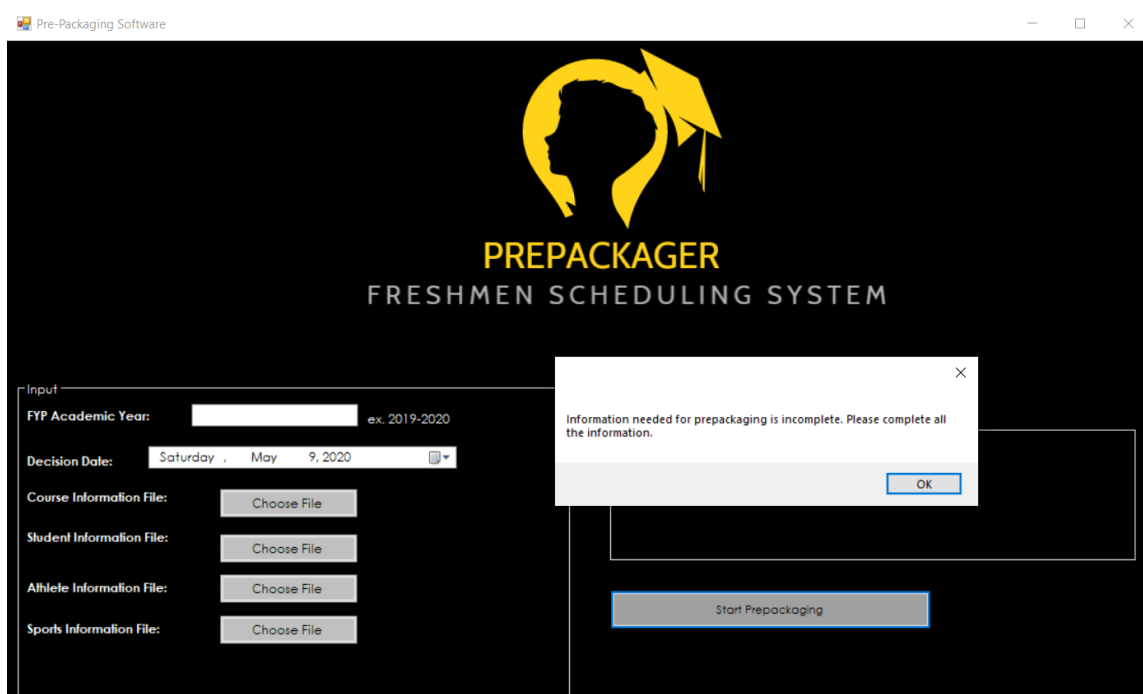 Pre-Packaging Software
PREPACKAGER
FRESHMEN SCHEDULING SYSTEM
Input
FYP Academic Year:
ex. 2019-2020
Decision Date:
Saturday , May 9, 2020
Course Information File:
Choose File
Student Information File:
Choose File
Athlete Information File:
Choose File
Sports Information File:
Choose File
Information needed for prepackaging is incomplete. Please complete all
the information.
OK
Start Prepackaging